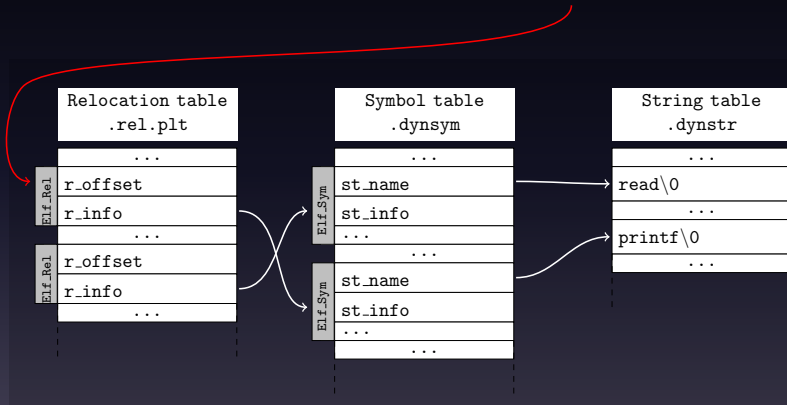 Relocation table
.rel.plt
...
Elf_Rel
r_offset
r_info
...
Elf_Rel
r_offset
r_info
...
Symbol table
.dynsym
...
Elf_Sym
st_name
st_info
...
...
Elf_Sym
st_name
st_info
...
...
String table
.dynstr
...
read\0
...
printf\0
...